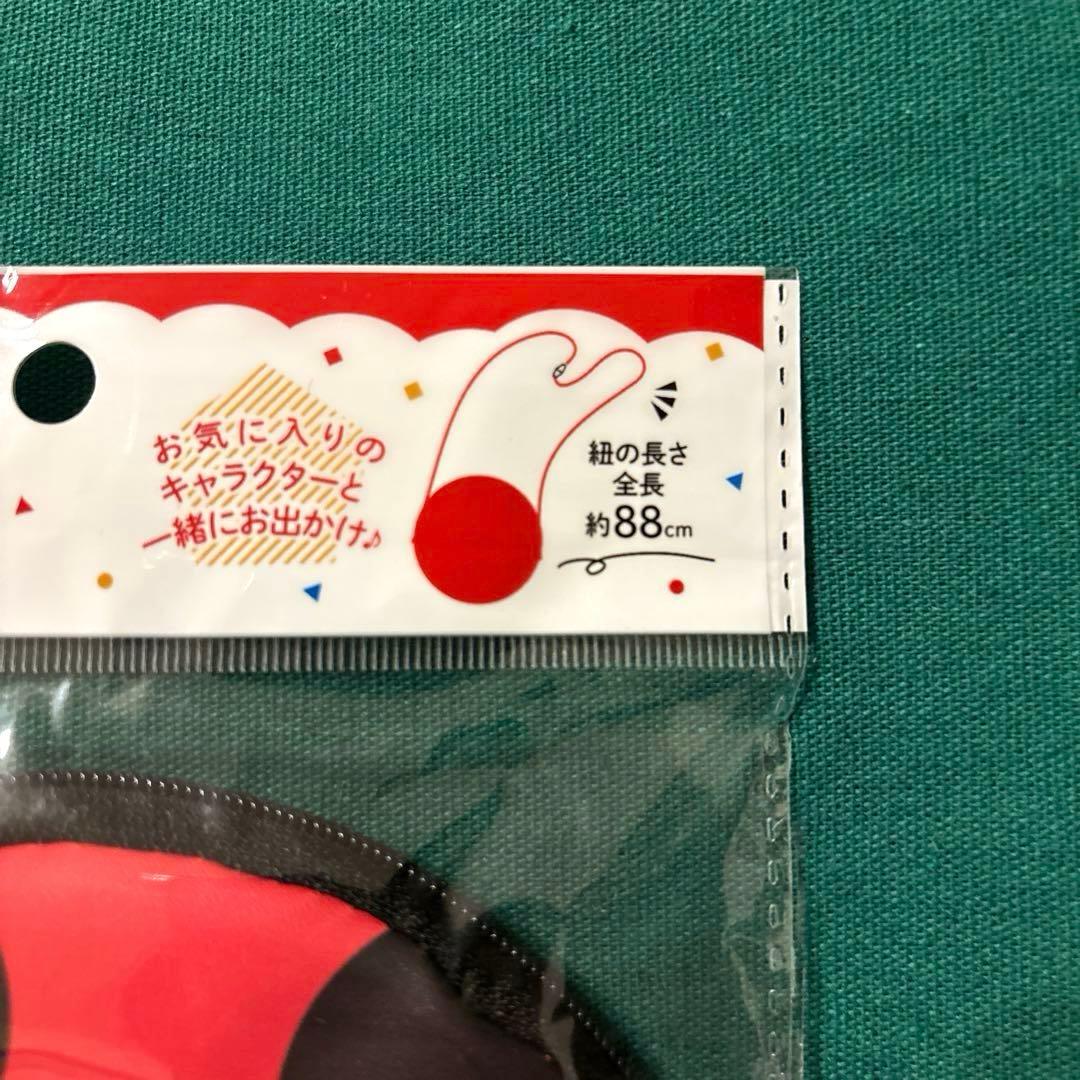 お気に入りの
キャラクターと
一緒にお出かけ♪
紐の長さ
全長
約88cm